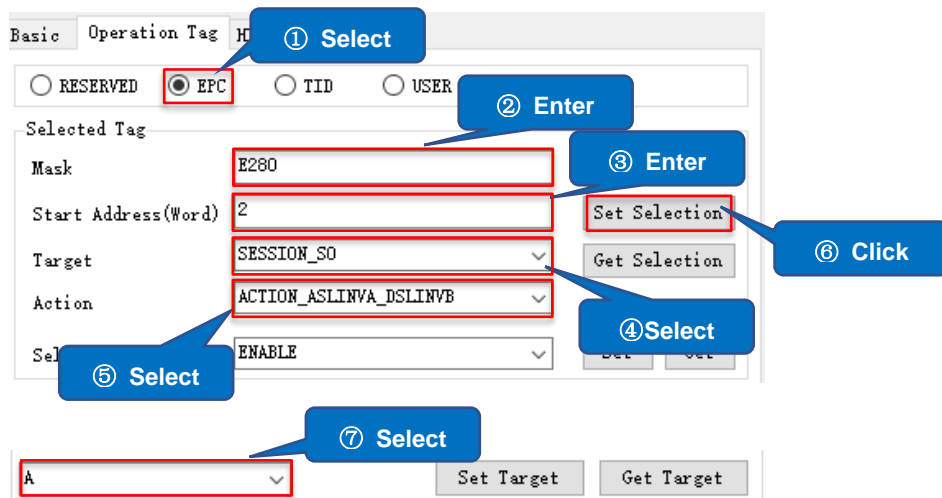 Basic Operation Tag H
① Select
RESERVED EPC TID USER
② Enter
Selected Tag
Mask E280
③ Enter
Start Address(Word) 2 Set Selection
Target SESSION_S0 Get Selection
⑥ Click
Action ACTION_ASLINVA_DSLINVB
④Select
ENABLE
⑤ Select
⑦ Select
A Set Target Get Target